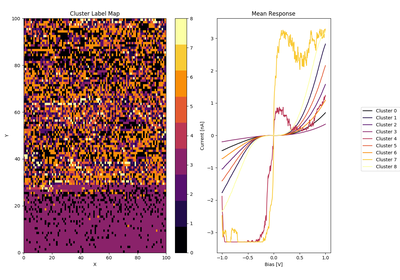 Cluster Label Map
100
80
60
40
20
0
0
20
40
60
80
100
X
Y
8
7
6
5
4
3
2
1
0
Mean Response
3
2
1
0
−1
−2
−3
−1.0
−0.5
0.0
0.5
1.0
Bias [V]
Current [nA]
Cluster 0
Cluster 1
Cluster 2
Cluster 3
Cluster 4
Cluster 5
Cluster 6
Cluster 7
Cluster 8